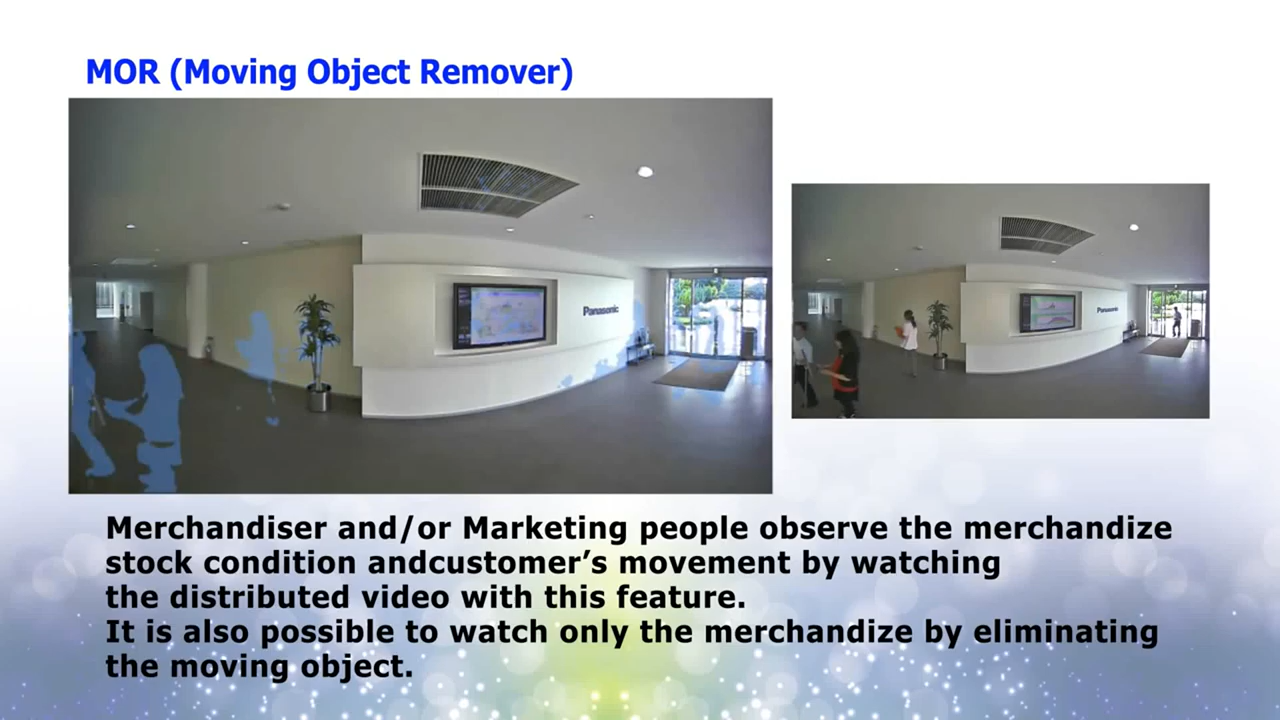 MOR (Moving Object Remover)
Panasonic
Panasonic
Merchandiser and/or Marketing people observe the merchandize
stock condition andcustomer’s movement by watching
the distributed video with this feature.
It is also possible to watch only the merchandize by eliminating
the moving object.